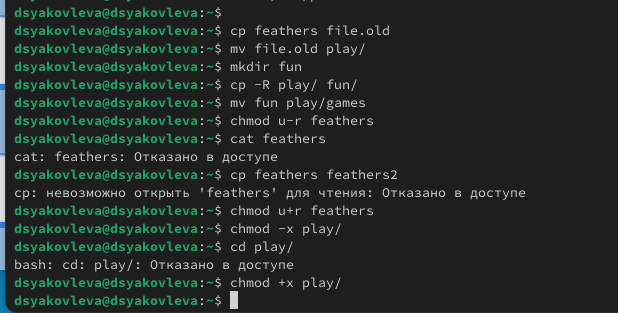 dsyakovleva@dsyakovleva:~$
dsyakovleva@dsyakovleva:~$ cp feathers file.old
dsyakovleva@dsyakovleva:~$ mv file.old play/
dsyakovleva@dsyakovleva:~$ mkdir fun
dsyakovleva@dsyakovleva:~$ cp -R play/ fun/
dsyakovleva@dsyakovleva:~$ mv fun play/games
dsyakovleva@dsyakovleva:~$ chmod u-r feathers
dsyakovleva@dsyakovleva:~$ cat feathers
cat: feathers: Отказано в доступе
dsyakovleva@dsyakovleva:~$ cp feathers feathers2
cp: невозможно открыть 'feathers' для чтения: Отказано в доступе
dsyakovleva@dsyakovleva:~$ chmod u+r feathers
dsyakovleva@dsyakovleva:~$ chmod -x play/
dsyakovleva@dsyakovleva:~$ cd play/
bash: cd: play/: Отказано в доступе
dsyakovleva@dsyakovleva:~$ chmod +x play/
dsyakovleva@dsyakovleva:~$